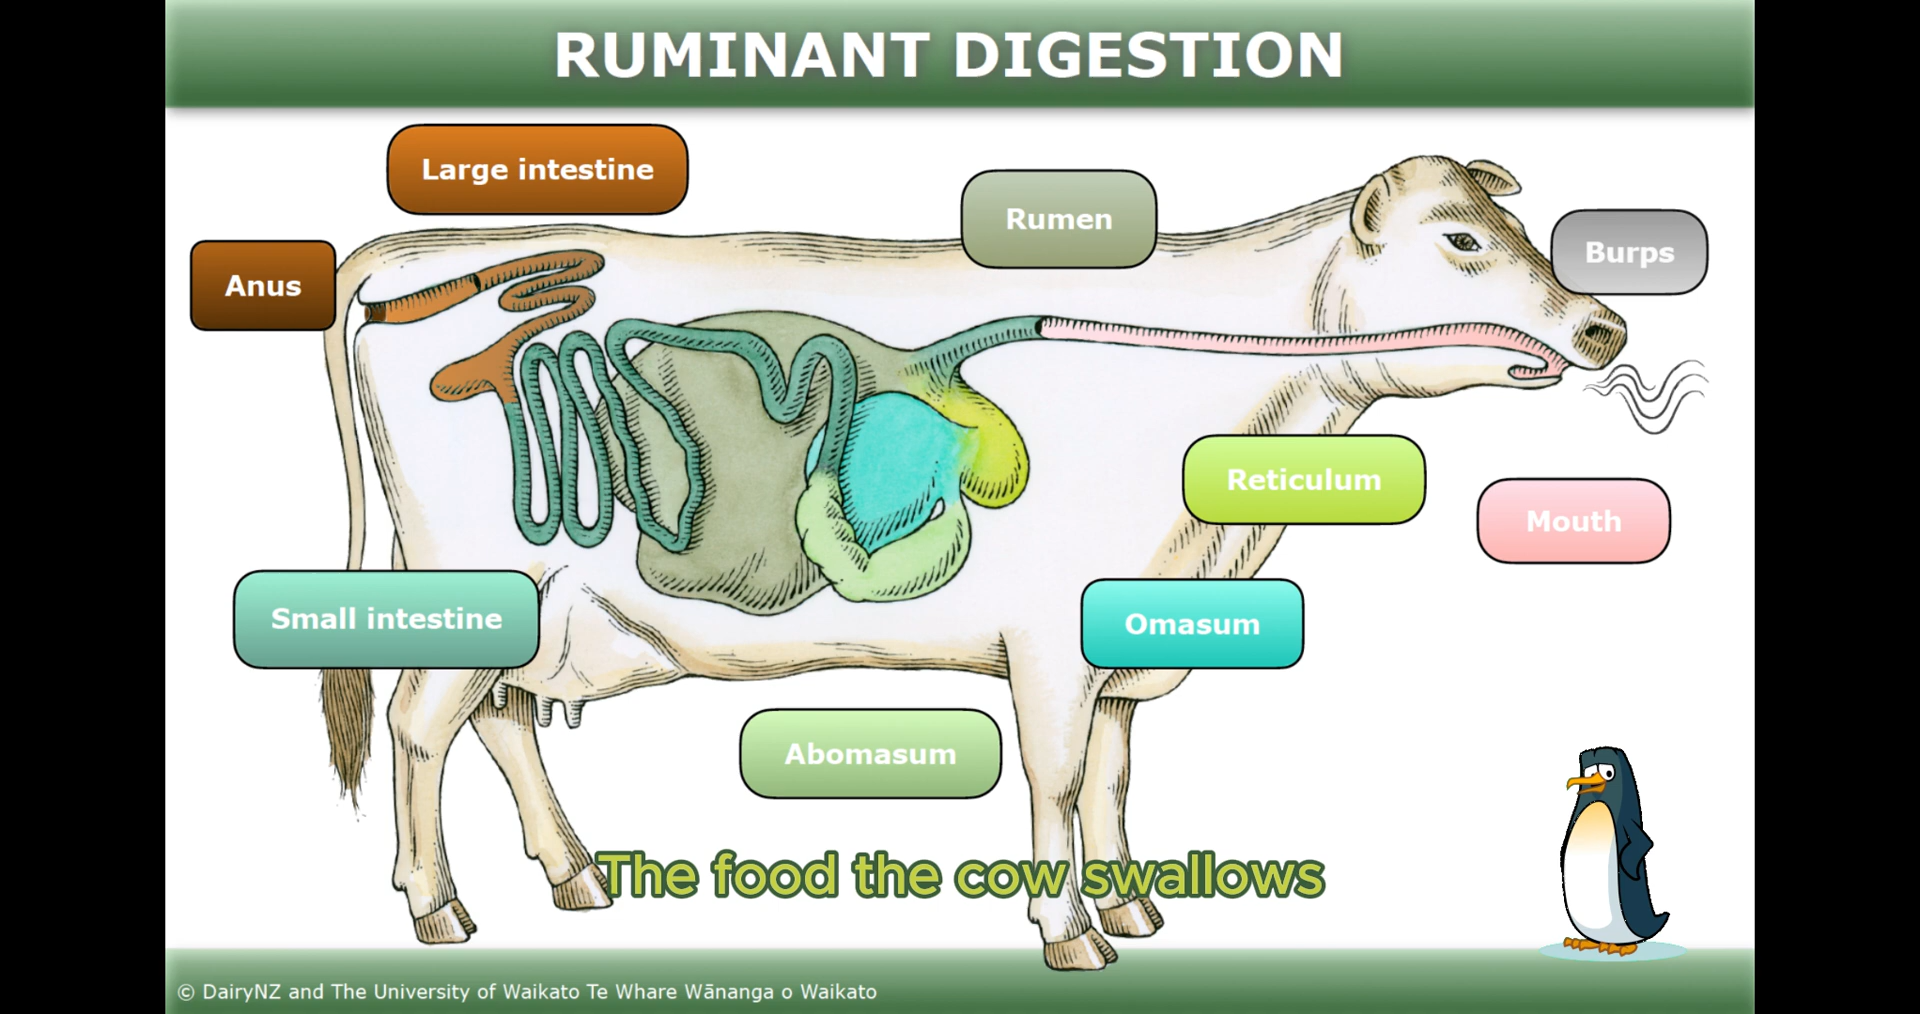 RUMINANT DIGESTION
Large intestine
Rumen
Burps
Anus
Reticulum
Mouth
Small intestine
Omasum
Abomasum
The food the cow swallows
© DairyNZ and The University of Waikato Te Whare Wānanga o Waikato